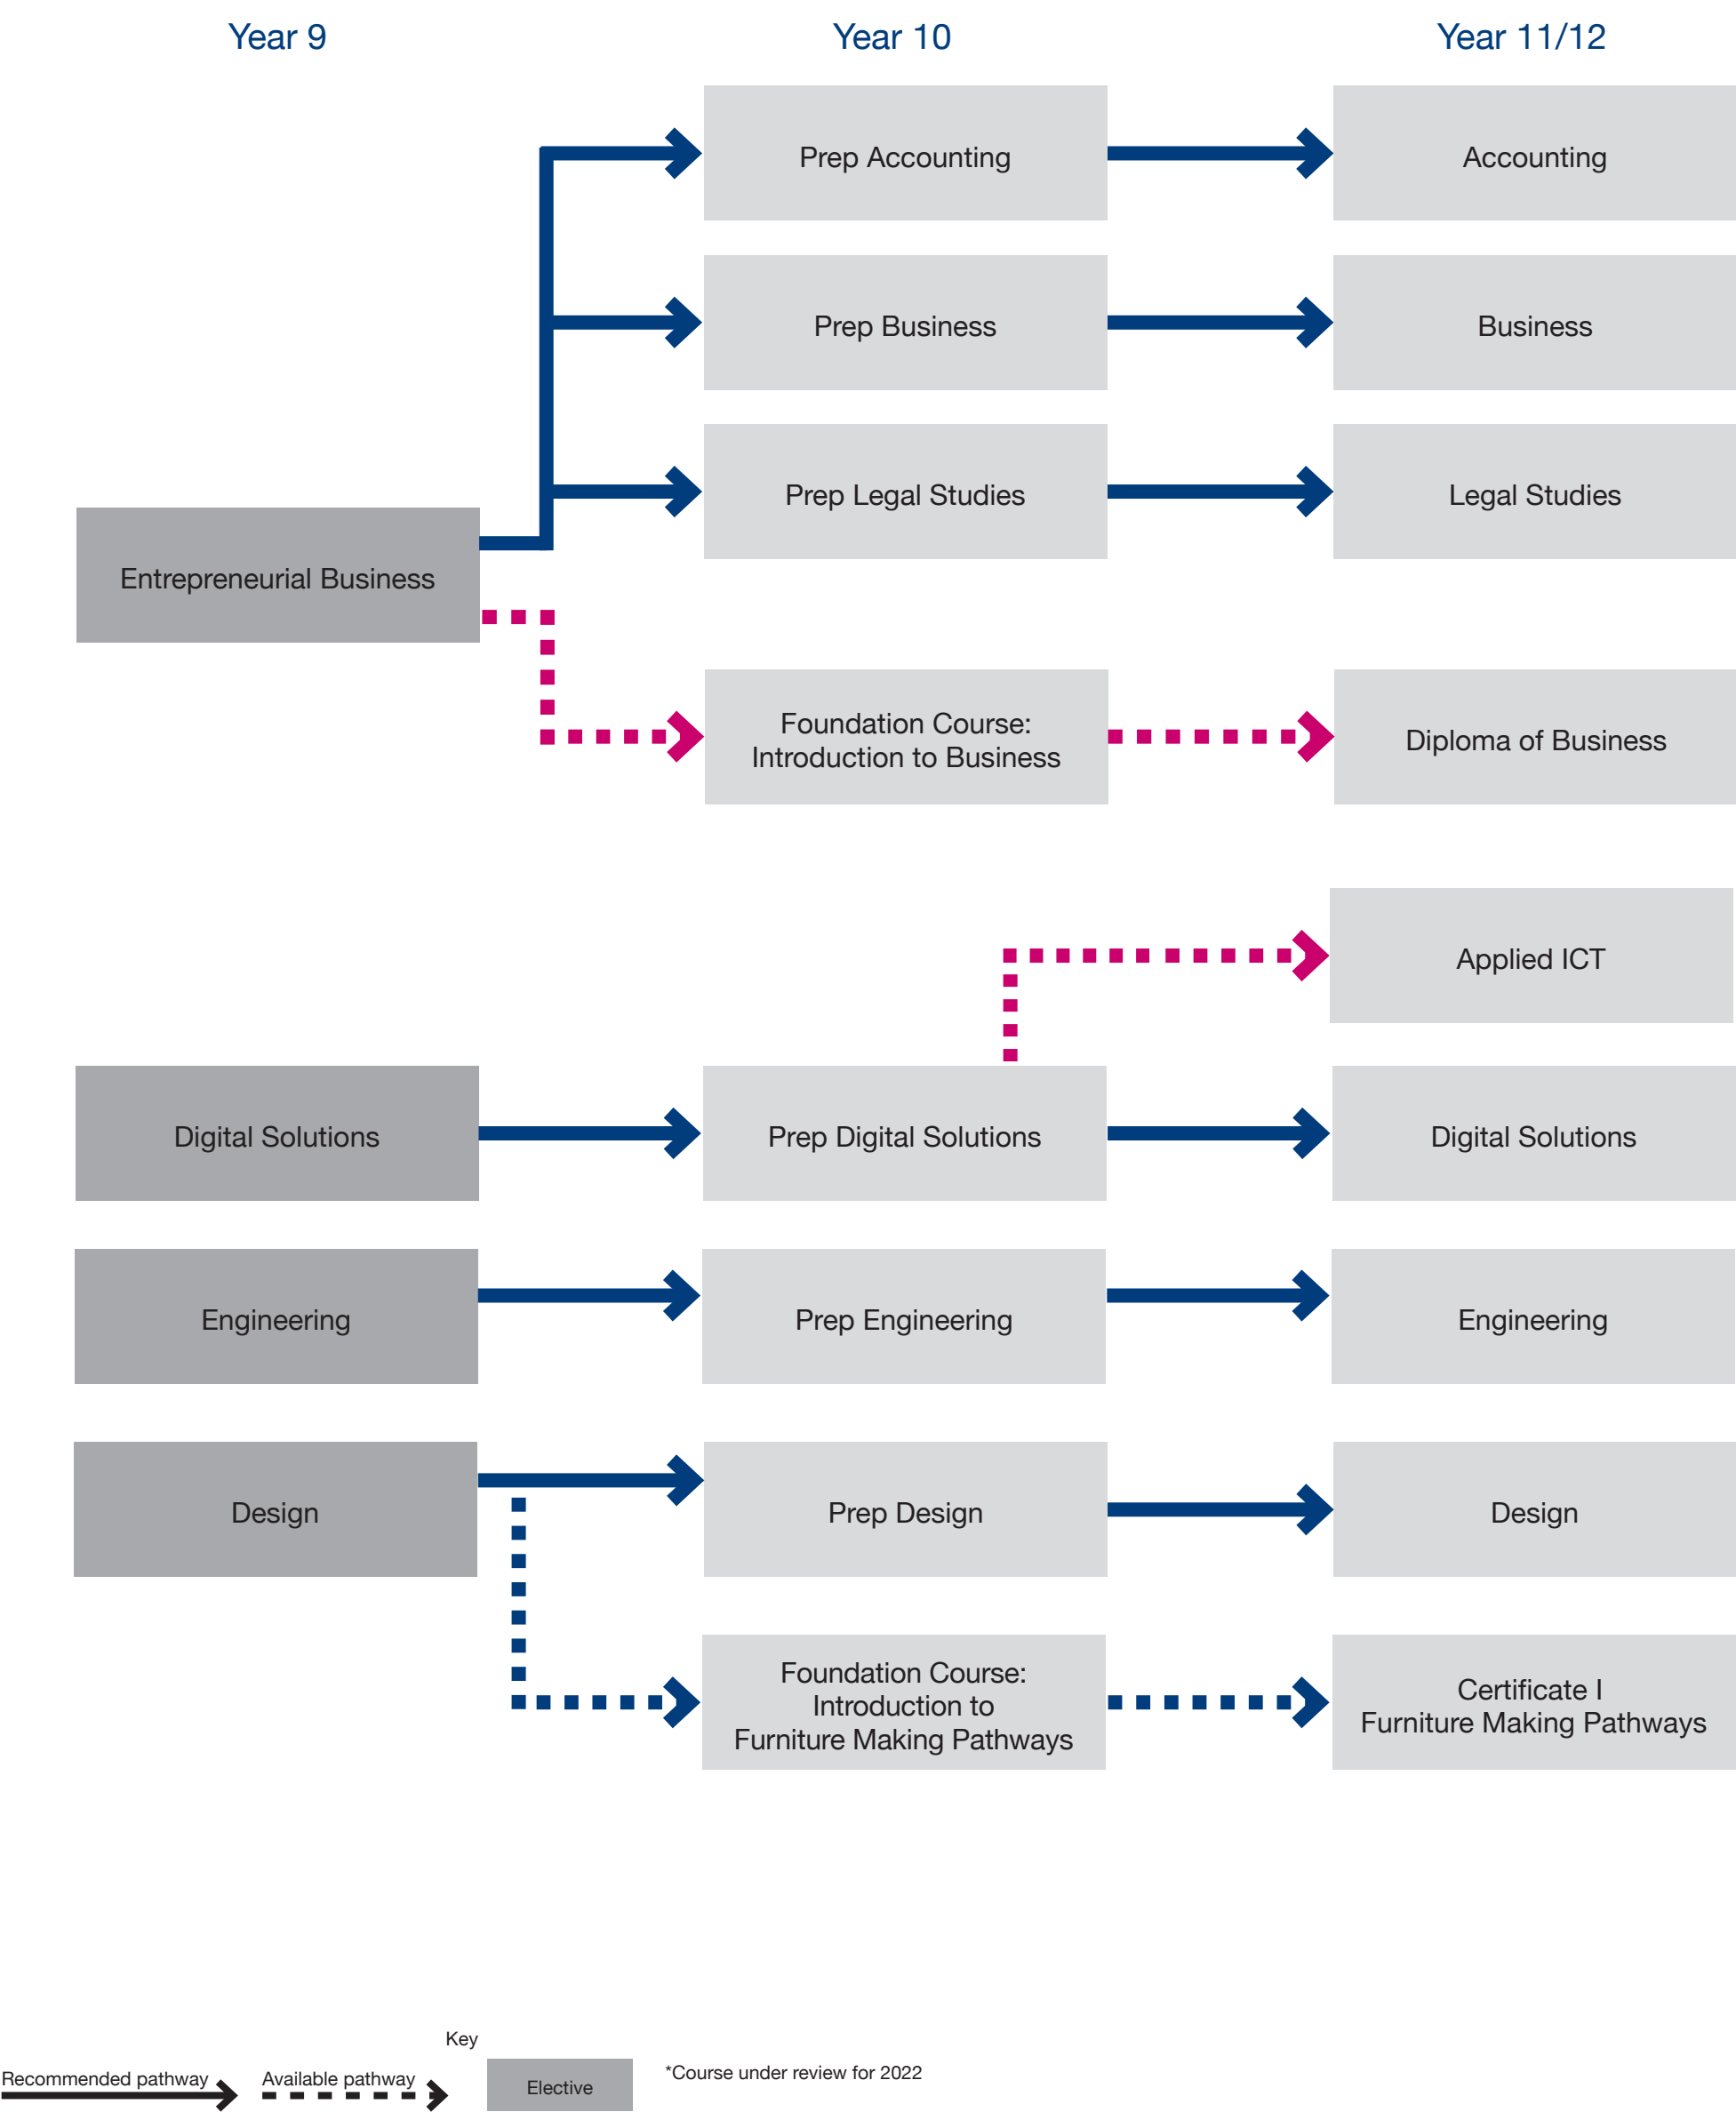 Year 9
Year 10
Year 11/12
Prep Accounting
Accounting
Prep Business
Business
Prep Legal Studies
Legal Studies
Entrepreneurial Business
Foundation Course:
Introduction to Business
Diploma of Business
Applied ICT
Digital Solutions
Prep Digital Solutions
Digital Solutions
Engineering
Prep Engineering
Engineering
Design
Prep Design
Design
Foundation Course:
Introduction to
Furniture Making Pathways
Certificate I
Furniture Making Pathways
Key
Recommended pathway
Available pathway
Elective
*Course under review for 2022